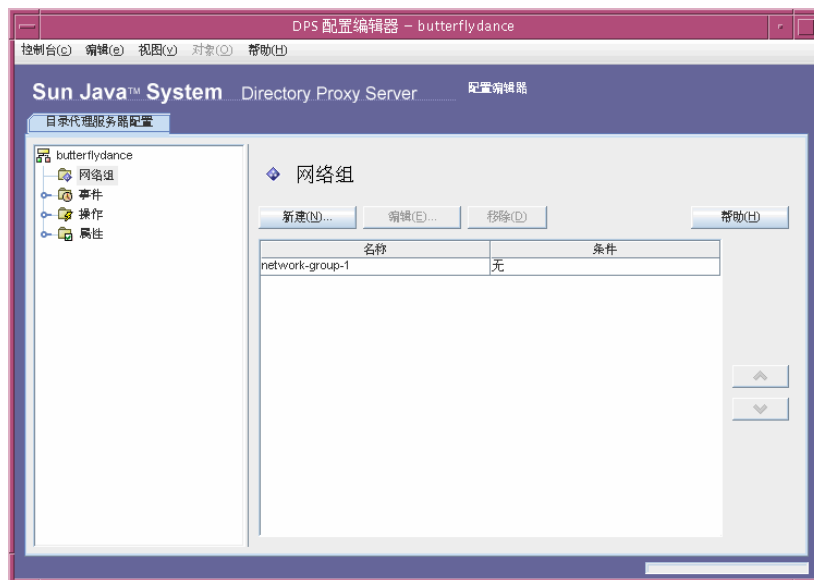 DPS 配置编辑器 – butterflydance
控制台(c) 编辑(e) 视图(v) 对象(O) 帮助(H)
Sun Java™ System Directory Proxy Server 配置编辑器
目录代理服务器配置
butterflydance
网络组
事件
操作
属性
网络组
新建(N)... 编辑(E)... 移除(D) 帮助(H)
名称 条件
network-group-1 无